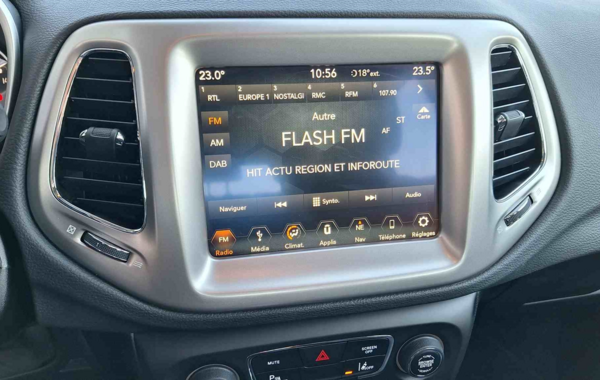 23.0° 10:56 18°ext. 23.5°
1 2 3 4 5 6
RTL EUROPE 1 NOSTALGI RMC RFM 107.90
Autre
Carte
FM
ST
FLASH FM
AF
AM
DAB
HIT ACTU REGION ET INFOROUTE
Naviguer Synto. Audio
FM NE
Radio Média Climat. Applis Nav Téléphone Réglages
MUTE SCREEN OFF